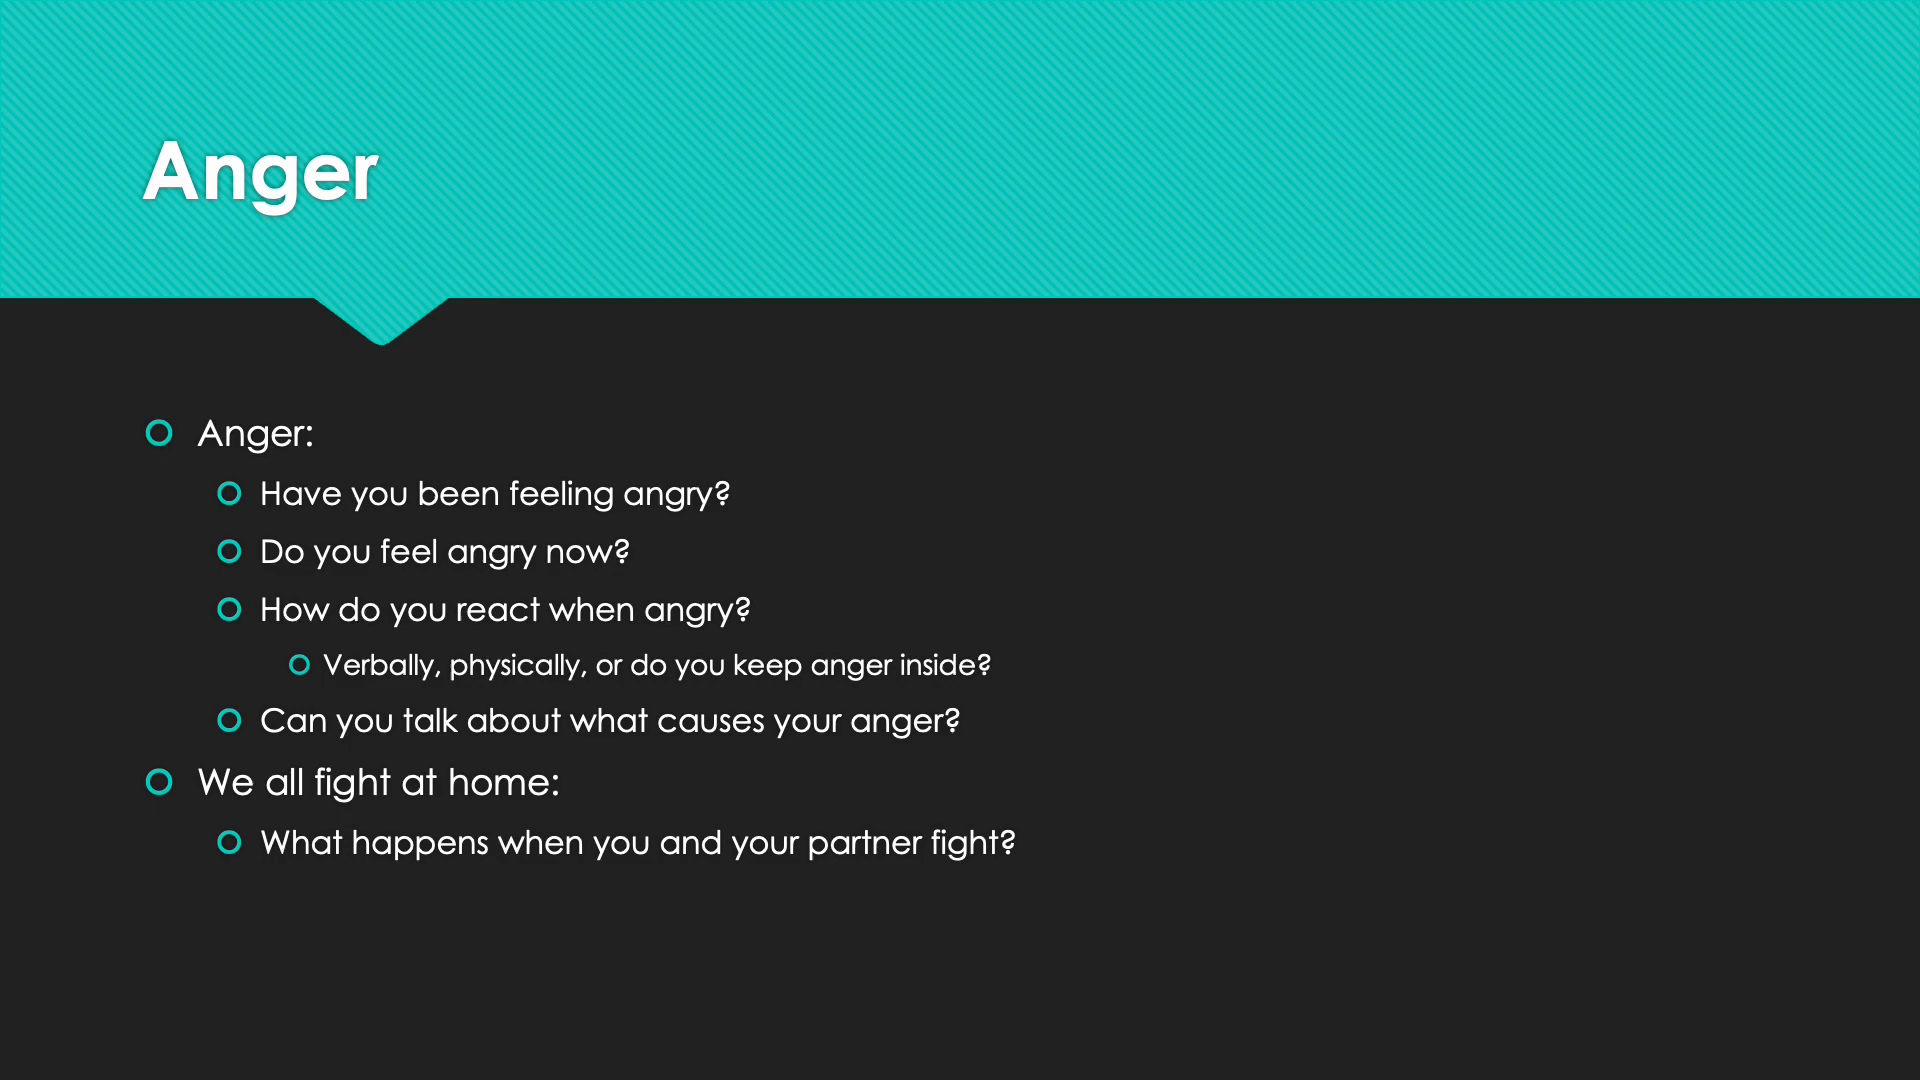 Anger
Anger:
Have you been feeling angry?
Do you feel angry now?
How do you react when angry?
Verbally, physically, or do you keep anger inside?
Can you talk about what causes your anger?
We all fight at home:
What happens when you and your partner fight?